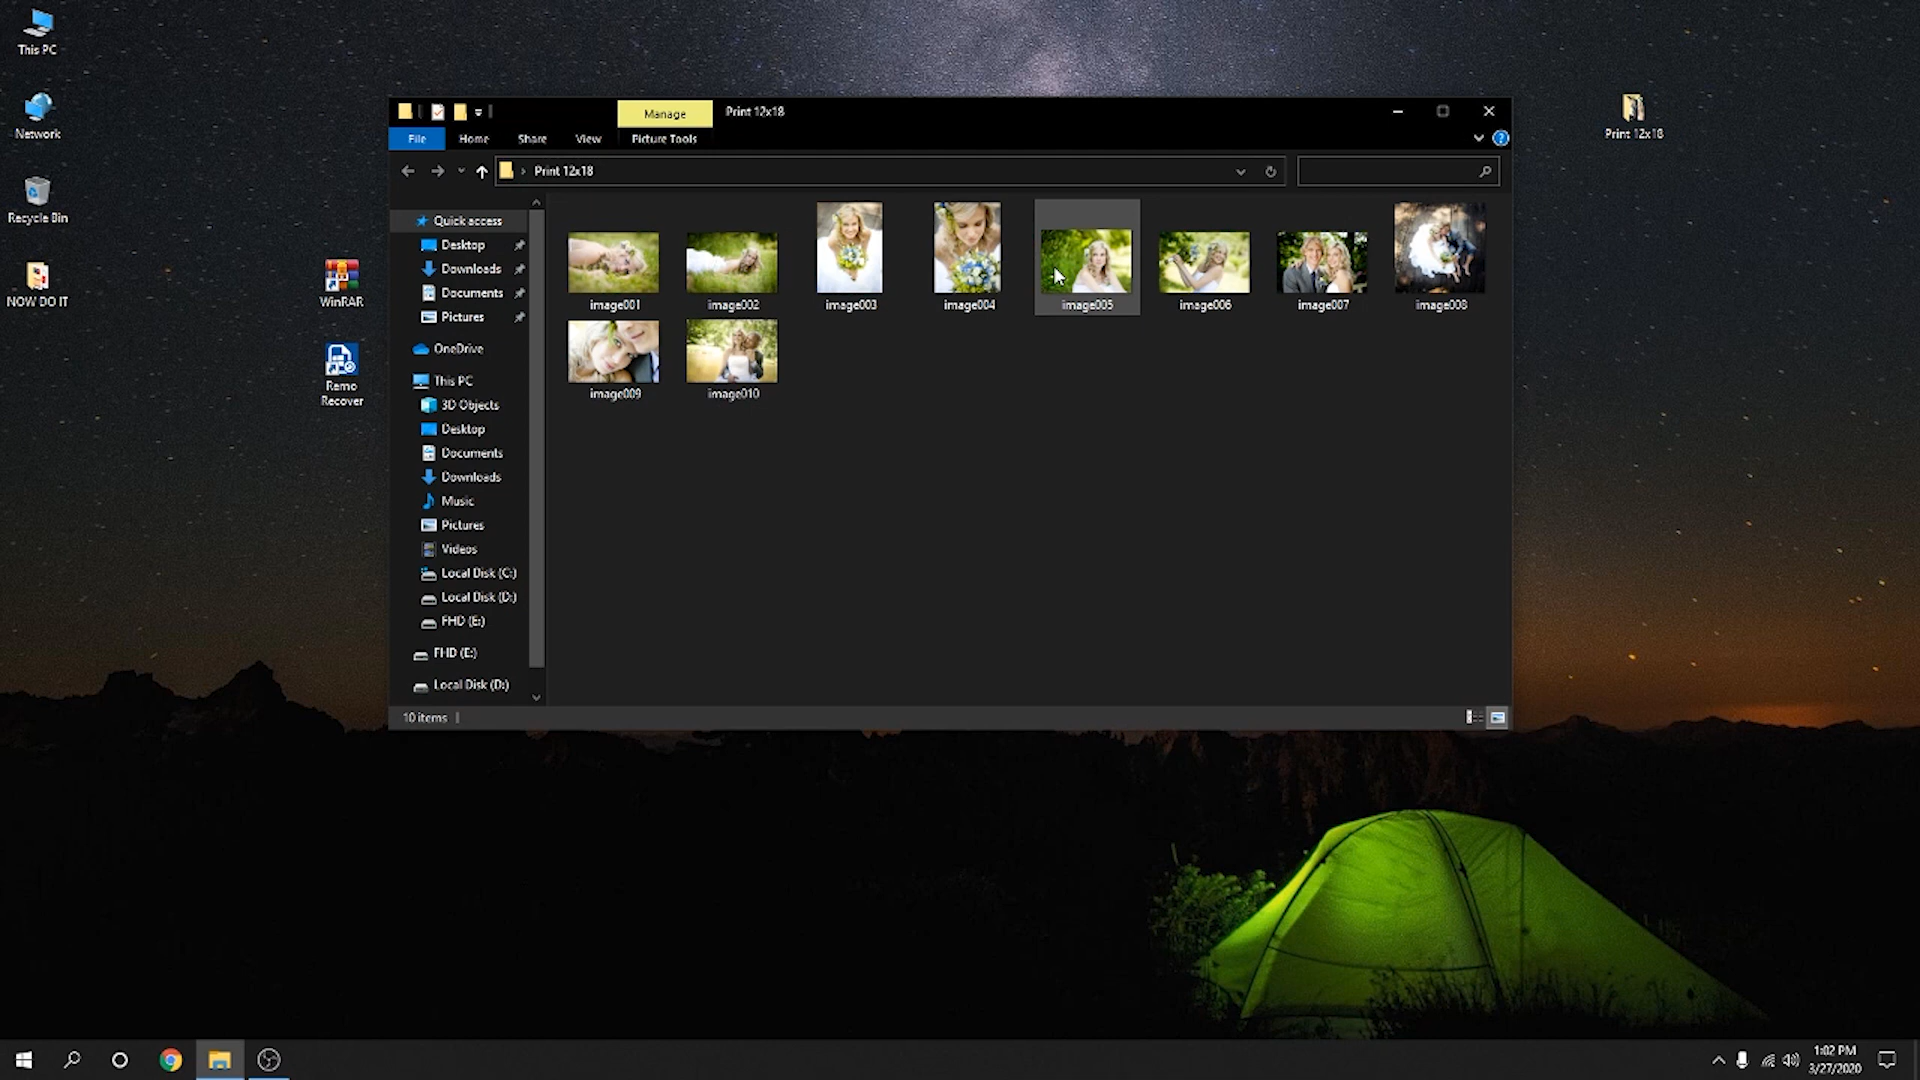 This PC
Network
Recycle Bin
NOW DO IT
WinRAR
Remo
Recover
Print 12x18
Manage
Print 12x18
File
Home
Share
View
Picture Tools
?
› Print 12x18
Quick access
Desktop
Downloads
Documents
Pictures
OneDrive
This PC
3D Objects
Desktop
Documents
Downloads
Music
Pictures
Videos
Local Disk (C:)
Local Disk (D:)
FHD (E:)
FHD (E:)
Local Disk (D:)
image001
image002
image003
image004
image005
image006
image007
image008
image009
image010
10 items
1:02 PM
3/27/2020